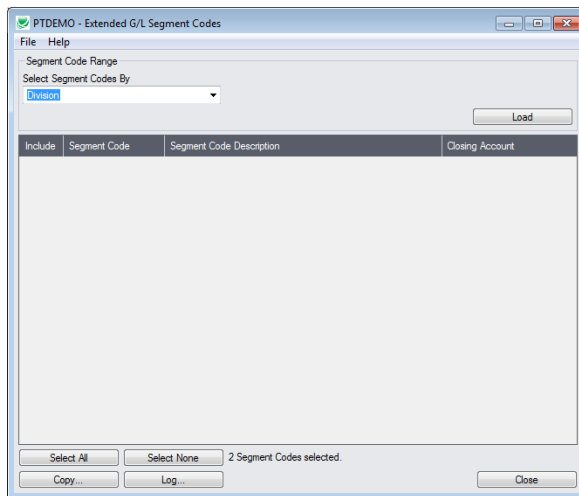 PTDEMO - Extended G/L Segment Codes
File Help
Segment Code Range
Select Segment Codes By
Division
Load
Include Segment Code Segment Code Description Closing Account
Select All Select None 2 Segment Codes selected.
Copy... Log... Close